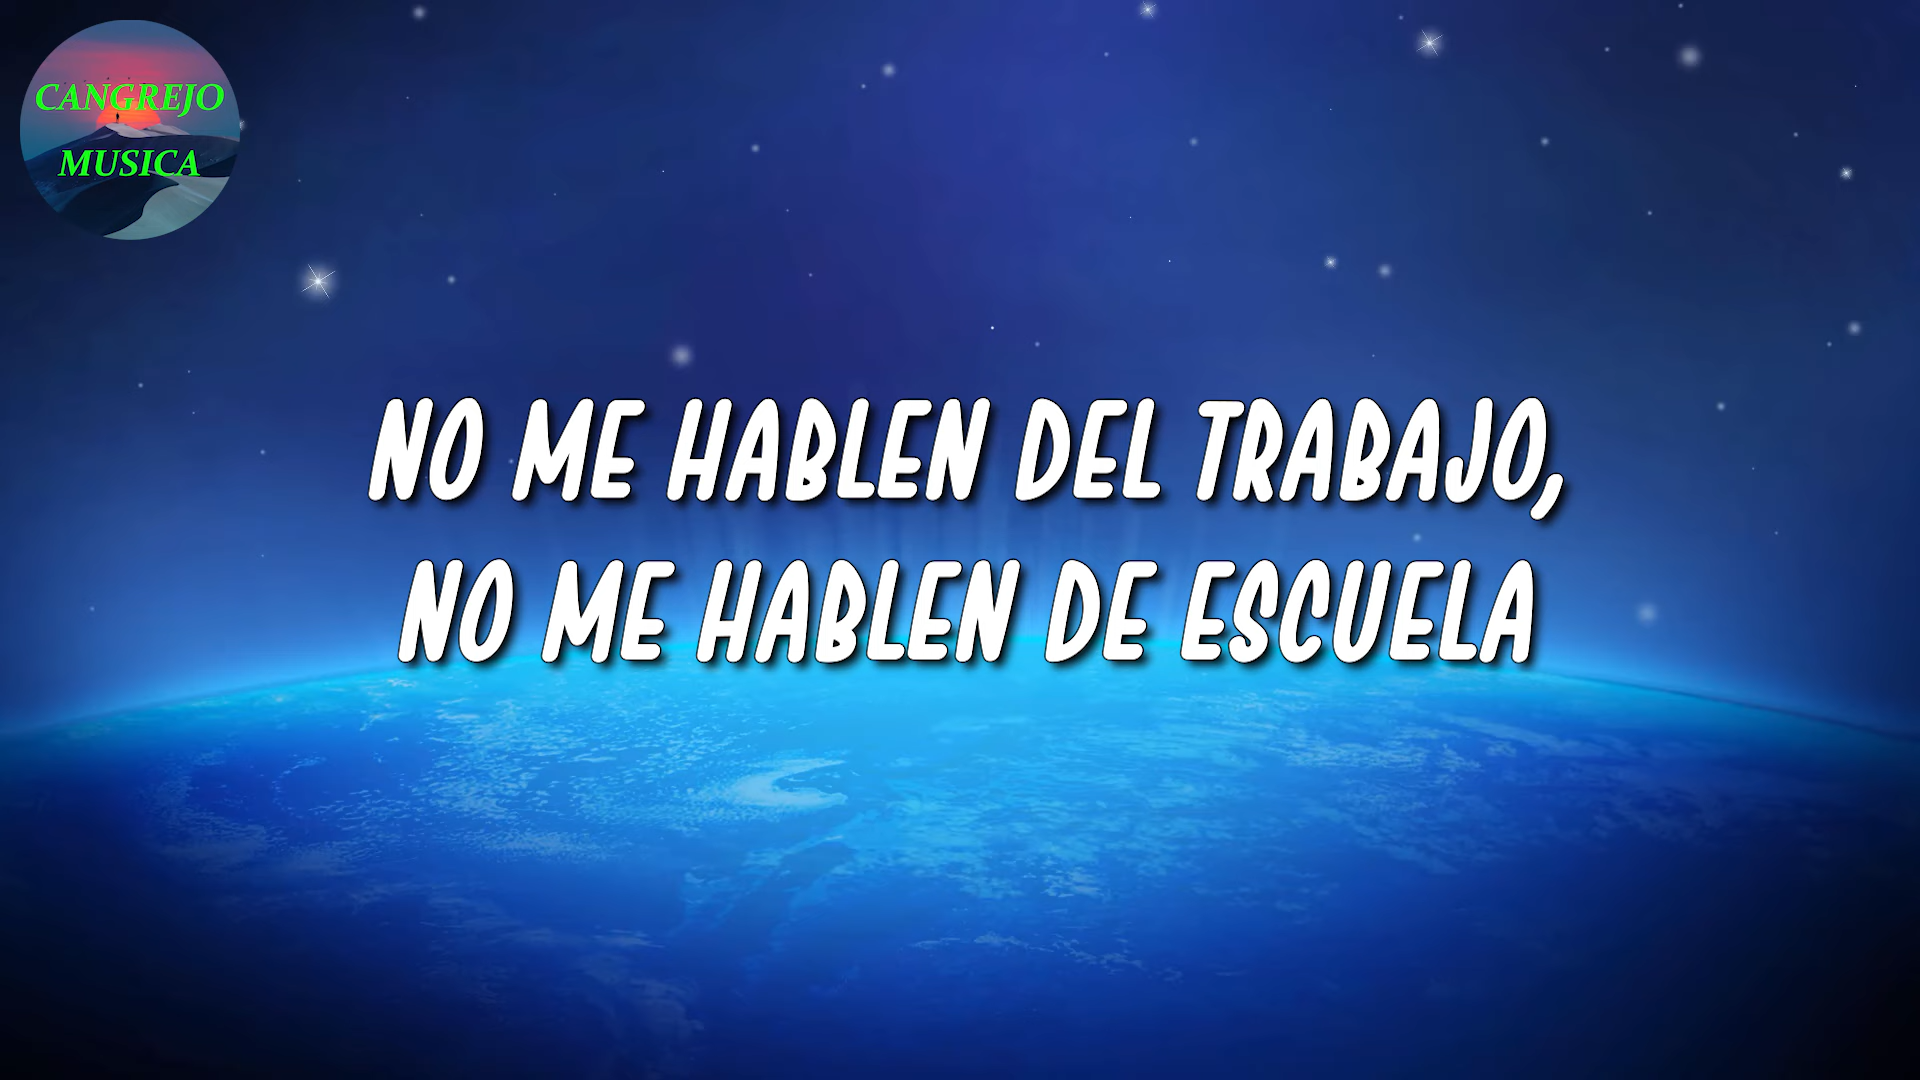 CANGREJO
MUSICA
NO ME HABLEN DEL TRABAJO,
NO ME HABLEN DE ESCUELA